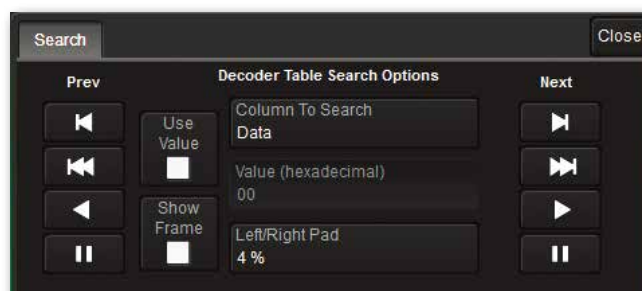 Search
Close
Prev
Decoder Table Search Options
Next
Use
Value
Column To Search
Data
Value (hexadecimal)
00
Show
Frame
Left/Right Pad
4 %